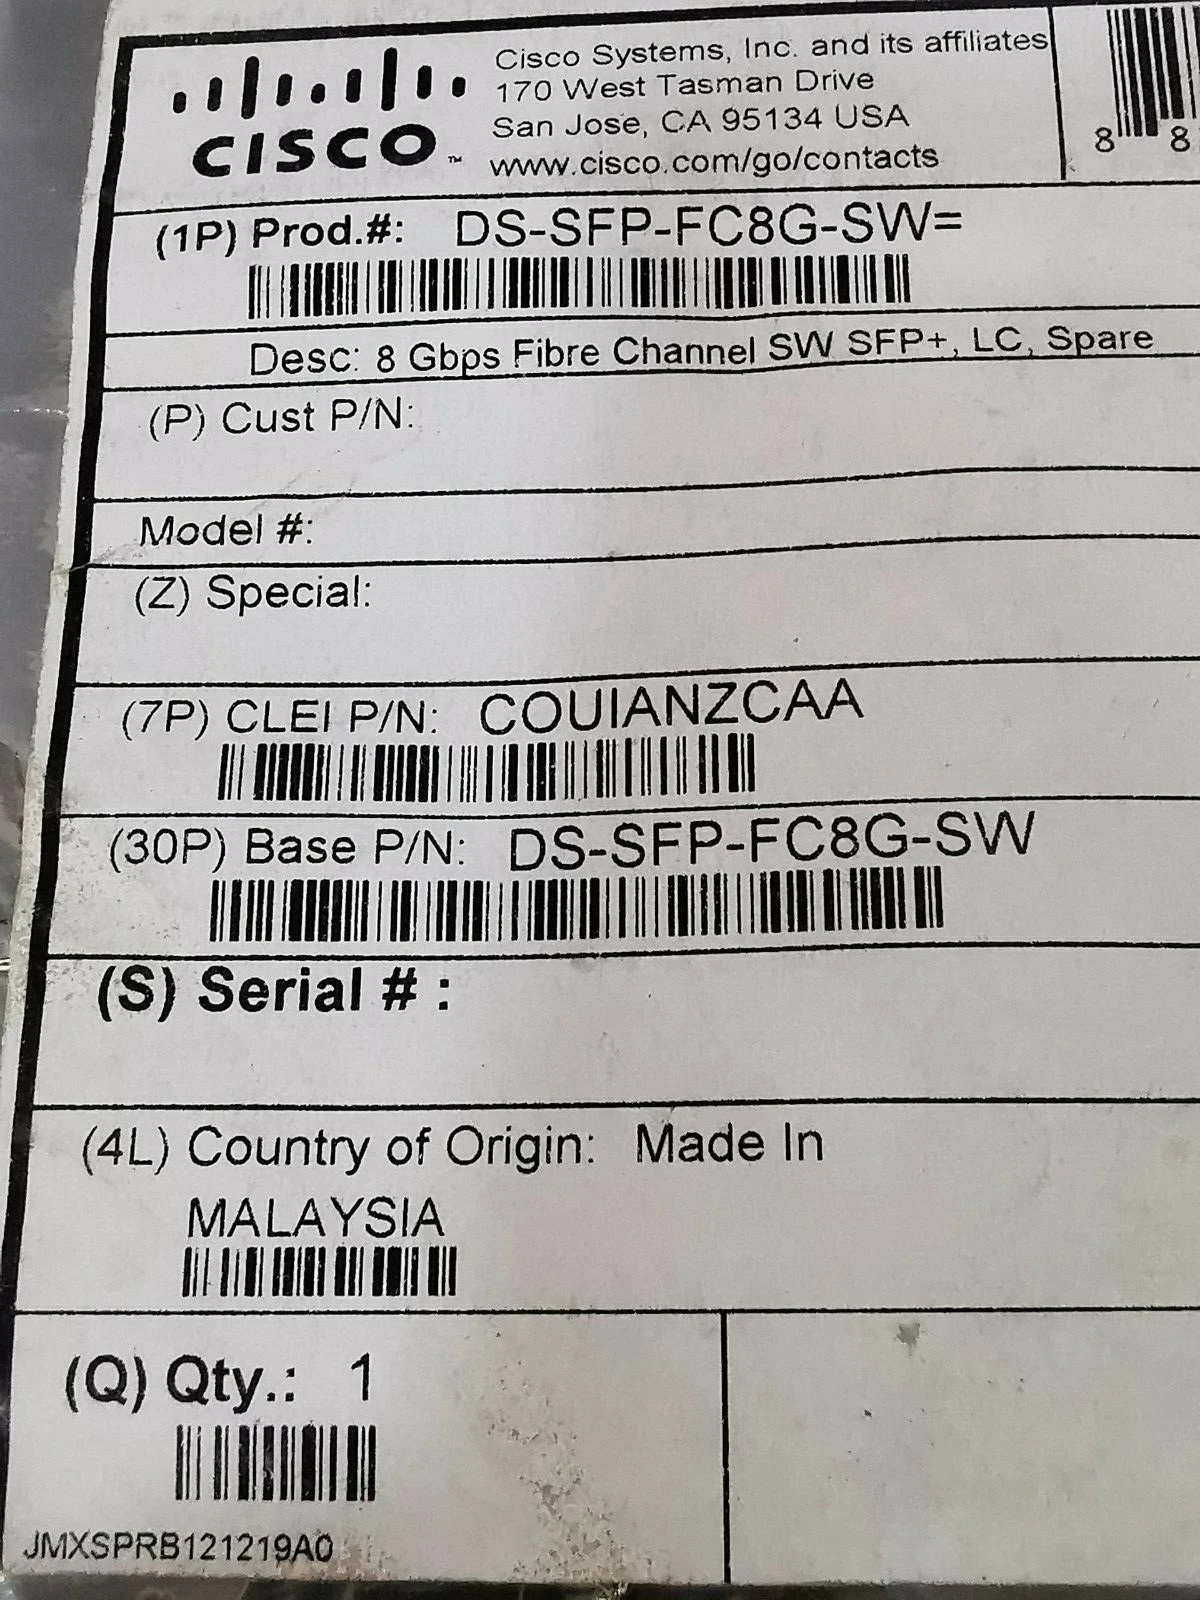 CISCO™
Cisco Systems, Inc. and its affiliates
170 West Tasman Drive
San Jose, CA 95134 USA
www.cisco.com/go/contacts
8 8
(1P) Prod.#: DS-SFP-FC8G-SW=
Desc: 8 Gbps Fibre Channel SW SFP+, LC, Spare
(P) Cust P/N:
Model #:
(Z) Special:
(7P) CLEI P/N: COUIANZCAA
(30P) Base P/N: DS-SFP-FC8G-SW
(S) Serial # :
(4L) Country of Origin: Made In
MALAYSIA
(Q) Qty.: 1
JMXSPRB121219A0